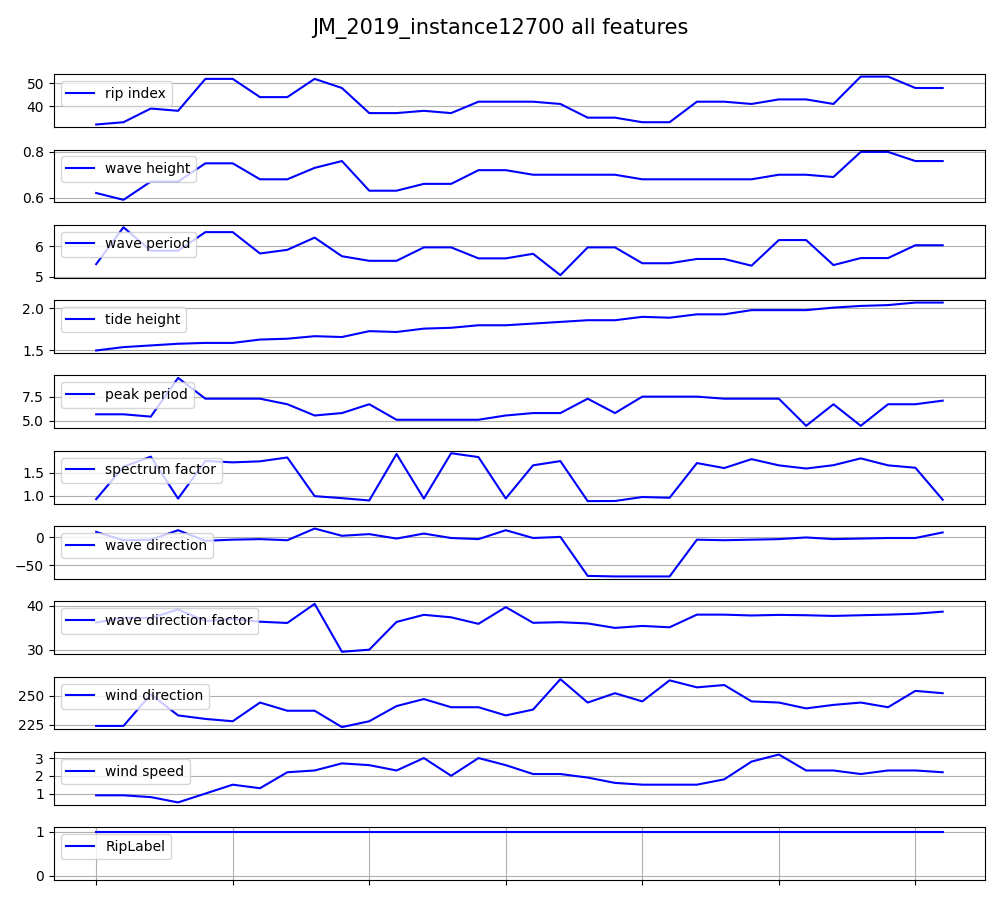 JM_2019_instance12700 all features
50
40
rip index
0.8
0.6
wave height
6
5
wave period
2.0
1.5
tide height
7.5
5.0
peak period
1.5
1.0
spectrum factor
0
−50
wave direction
40
30
wave direction factor
250
225
wind direction
3
2
1
wind speed
1
0
RipLabel